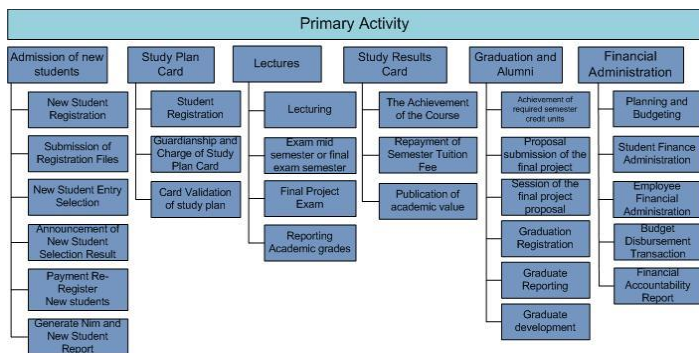 Primary Activity
Admission of new
students
New Student
Registration
Submission of
Registration Files
New Student Entry
Selection
Announcement of
New Student
Selection Result
Payment Re-
Register
New students
Generate Nim and
New Student
Report
Study Plan
Card
Student
Registration
Guardianship and
Charge of Study
Plan Card
Card Validation
of study plan
Lectures
Lecturing
Exam mid
semester or final
exam semester
Final Project
Exam
Reporting
Academic grades
Study Results
Card
The Achievement
of the Course
Repayment of
Semester Tuition
Fee
Publication of
academic value
Graduation and
Alumni
Achievement of
required semester
credit units
Proposal
submission of the
final project
Session of the
final project
proposal
Graduation
Registration
Graduate
Reporting
Graduate
development
Financial
Administration
Planning and
Budgeting
Student Finance
Administration
Employee
Financial
Administration
Budget
Disbursement
Transaction
Financial
Accountability
Report